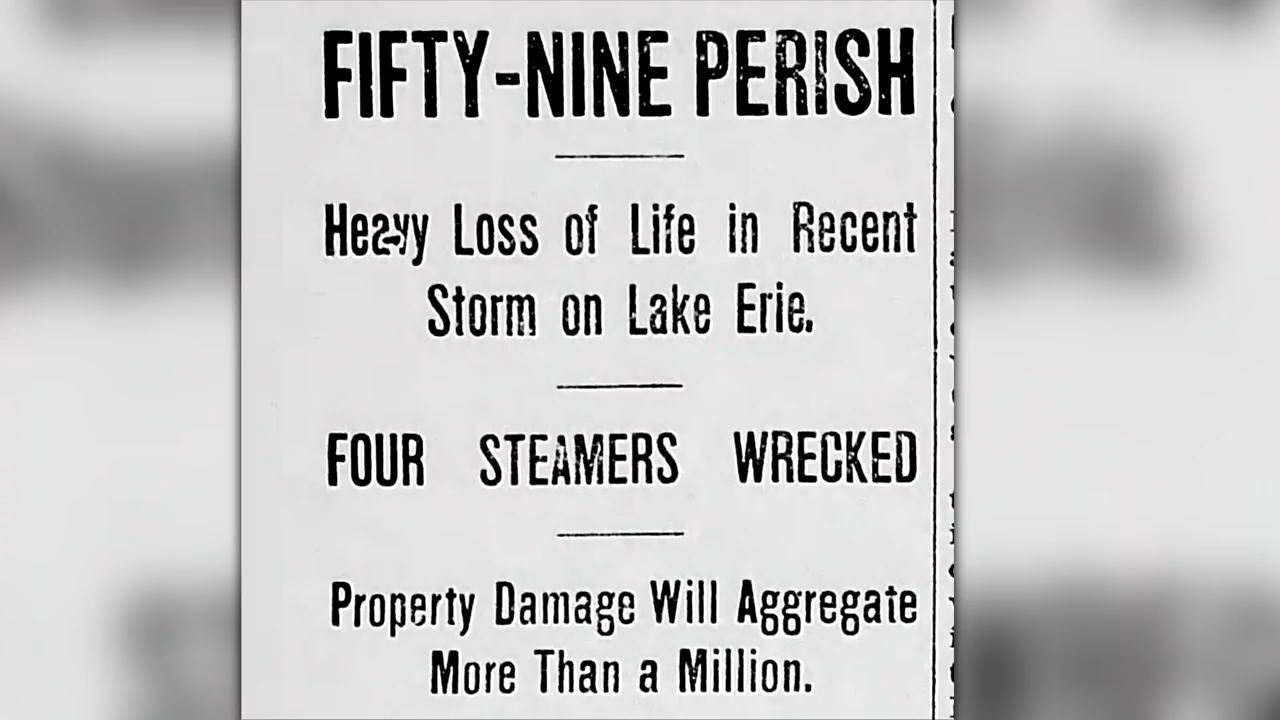 FIFTY-NINE PERISH
Heavy Loss of Life in Recent
Storm on Lake Erie.
FOUR STEAMERS WRECKED
Property Damage Will Aggregate
More Than a Million.